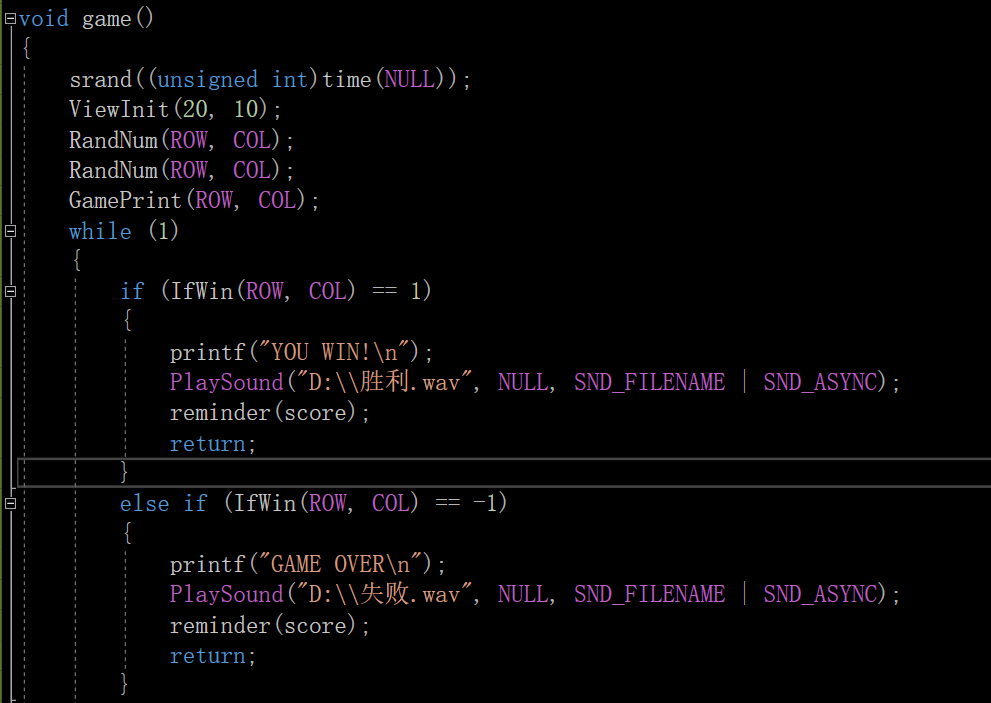 void game()
{
srand((unsigned int)time(NULL));
ViewInit(20, 10);
RandNum(ROW, COL);
RandNum(ROW, COL);
GamePrint(ROW, COL);
while (1)
{
if (IfWin(ROW, COL) == 1)
{
printf("YOU WIN!\n");
PlaySound("D:\\胜利.wav", NULL, SND_FILENAME | SND_ASYNC);
reminder(score);
return;
}
else if (IfWin(ROW, COL) == -1)
{
printf("GAME OVER\n");
PlaySound("D:\\失败.wav", NULL, SND_FILENAME | SND_ASYNC);
reminder(score);
return;
}